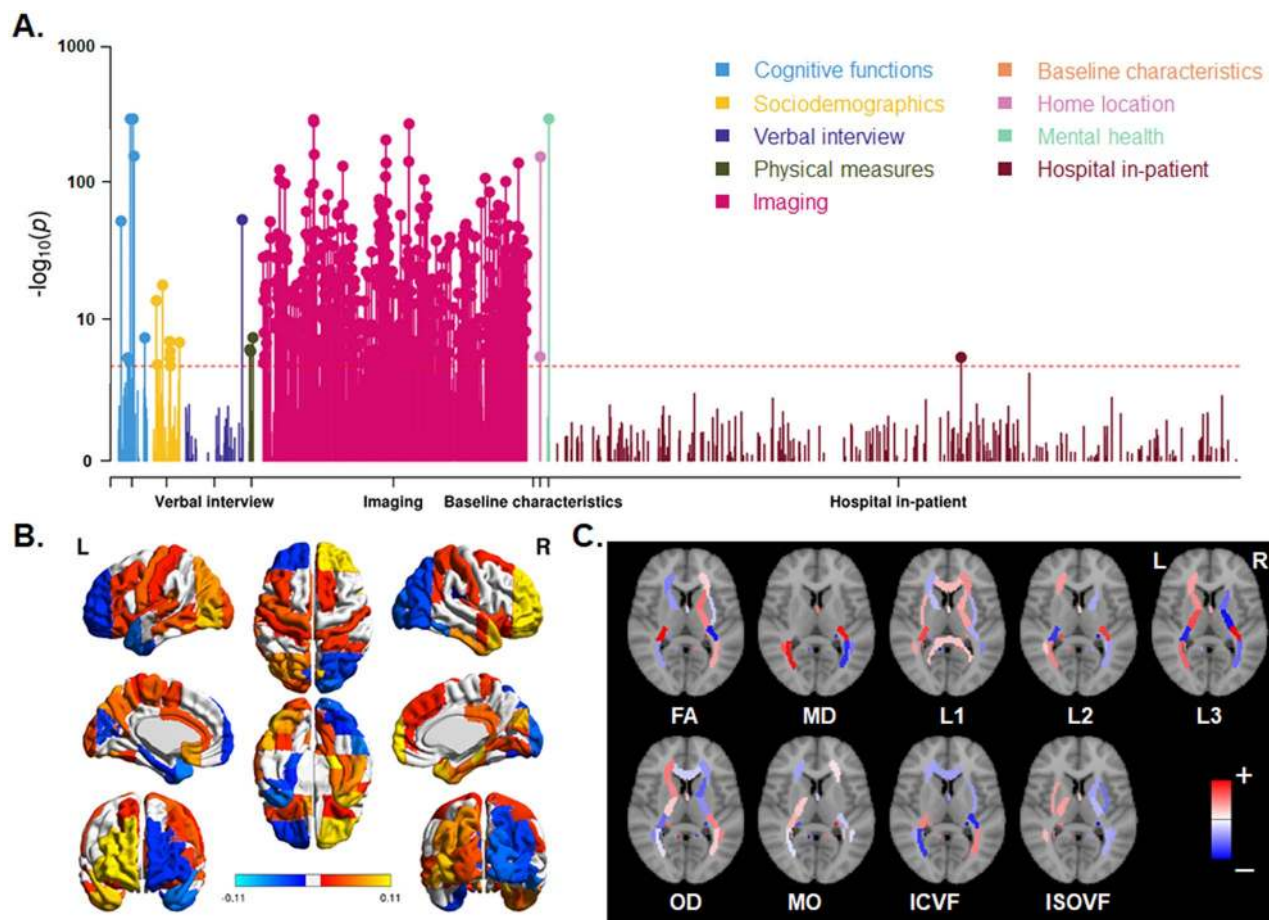 A.
1000
100
10
0
-log10(p)
Cognitive functions
Sociodemographics
Verbal interview
Physical measures
Imaging
Baseline characteristics
Home location
Mental health
Hospital in-patient
Verbal interview Imaging Baseline characteristics Hospital in-patient
B. L R
-0.11 0.11
C.
L R
FA MD L1 L2 L3
OD MO ICVF ISOVF
+
−